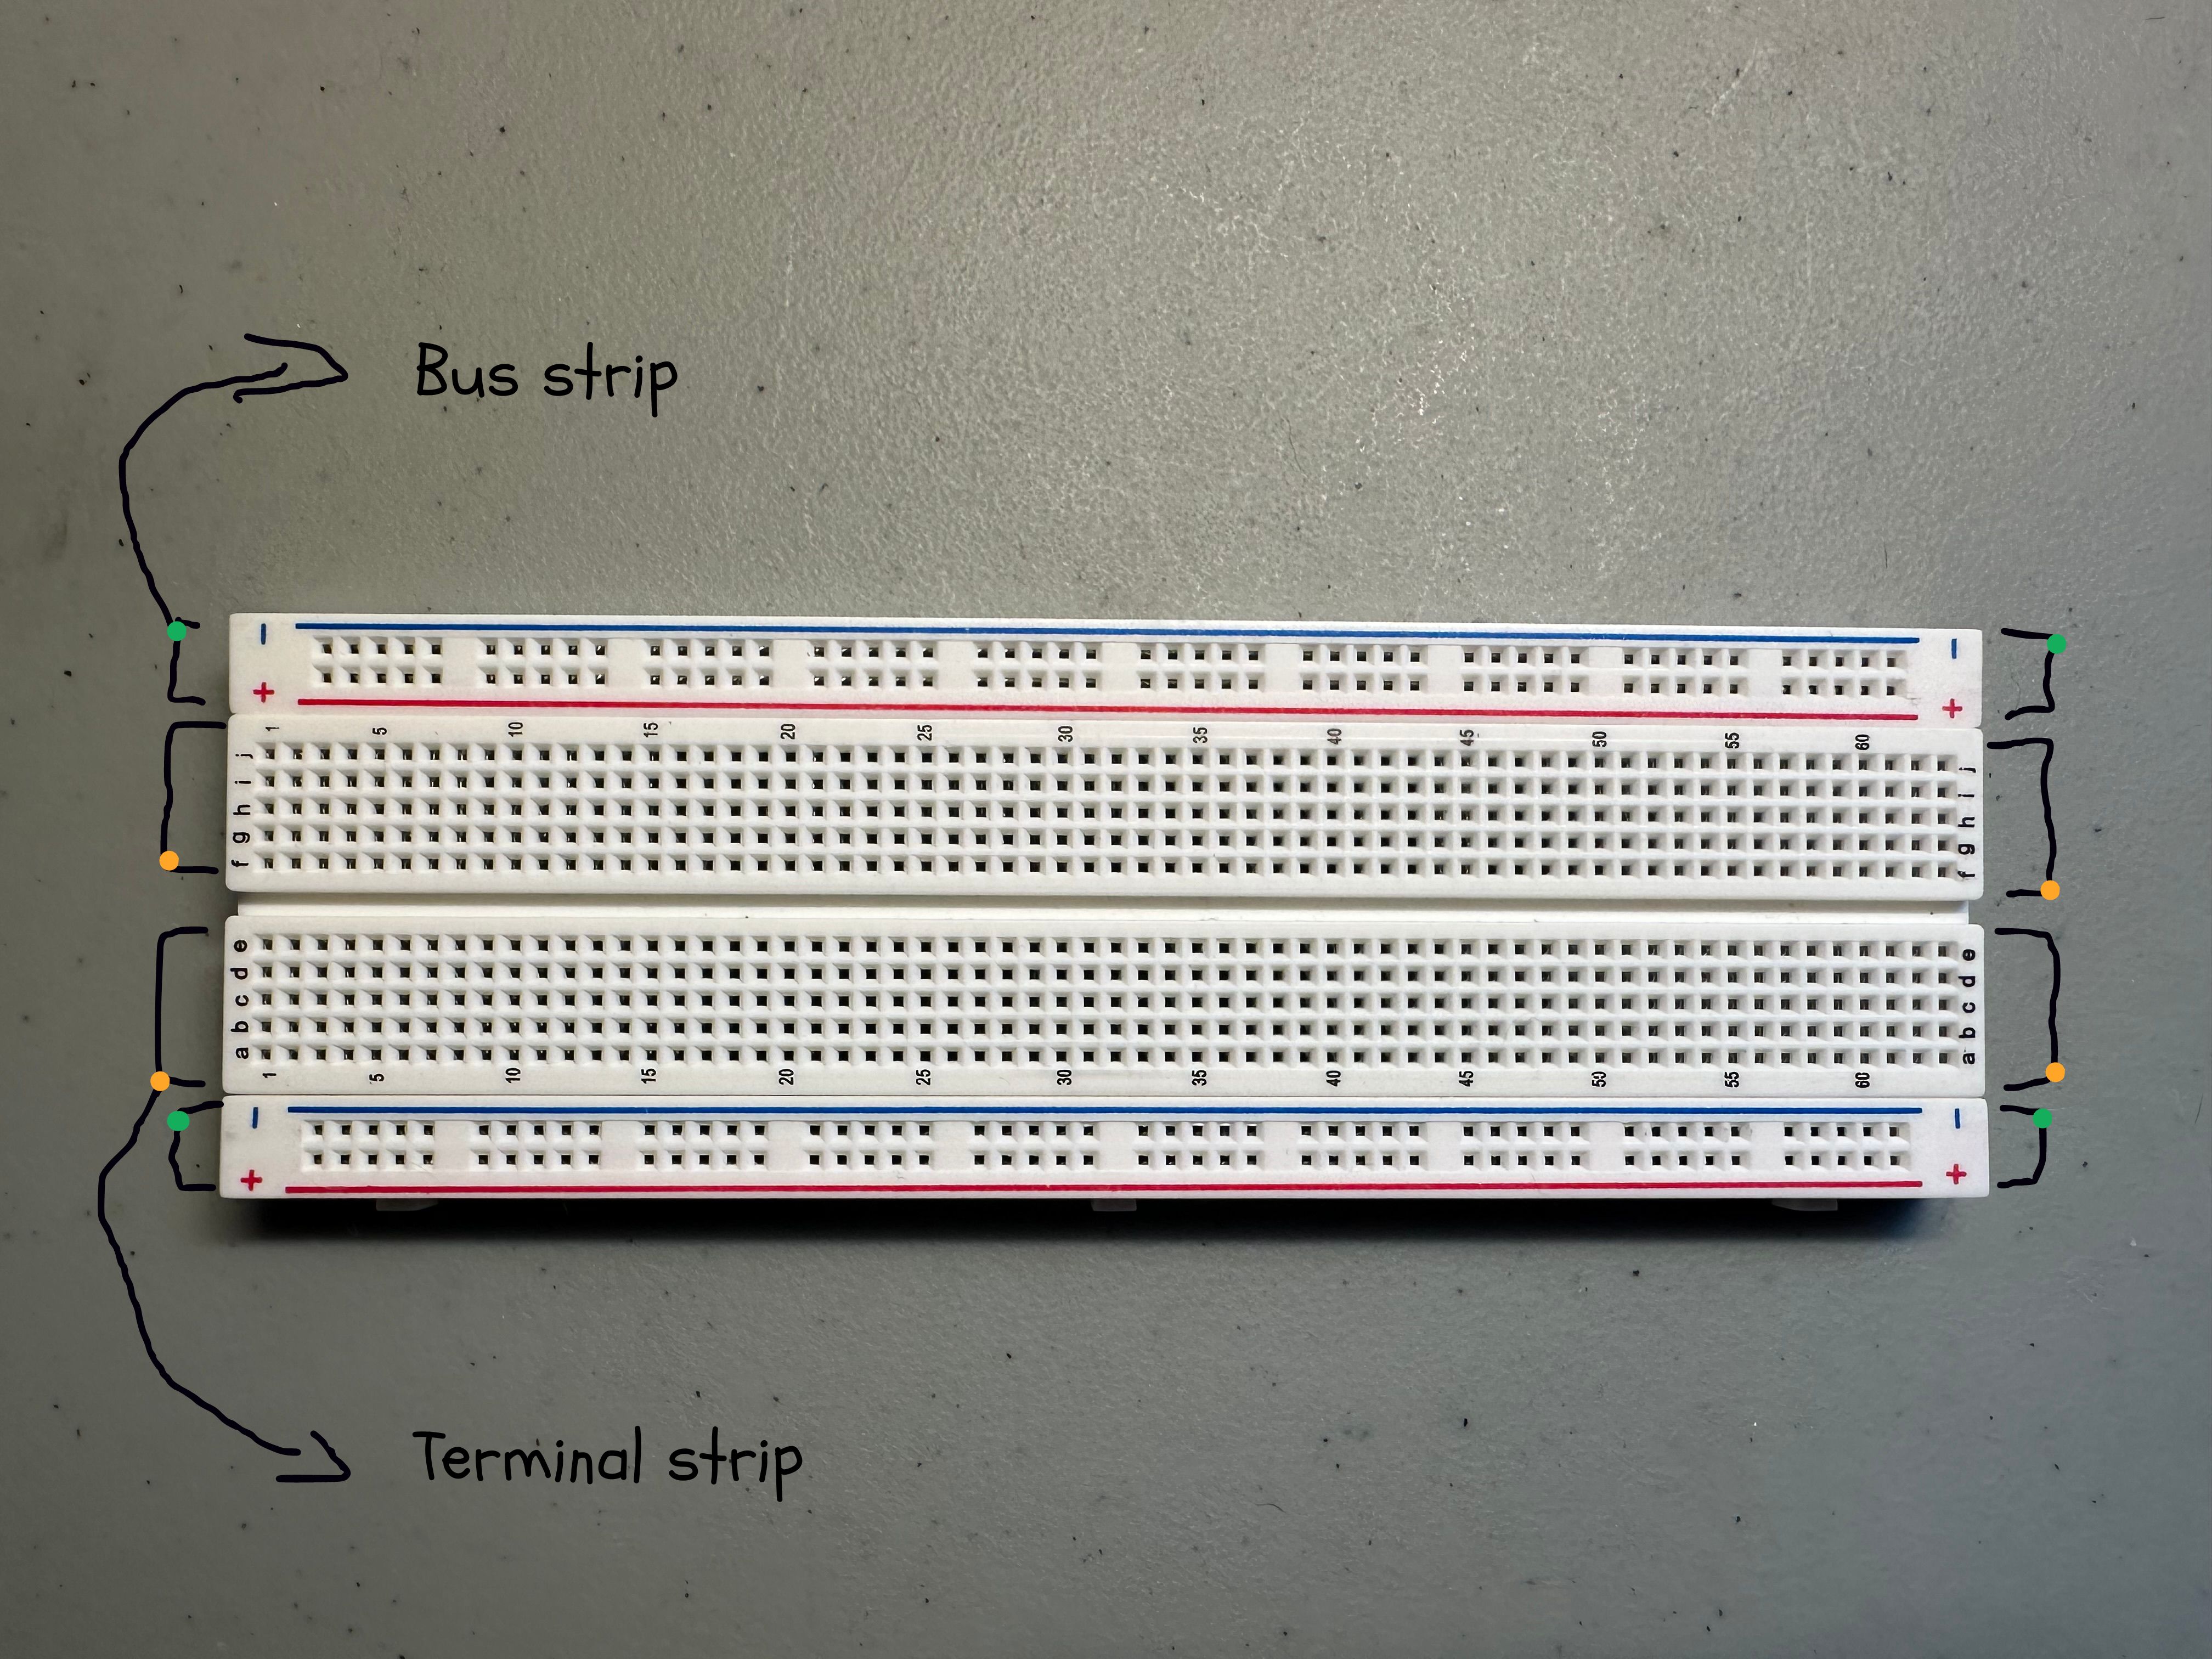 Bus strip
− −
+ +
1 5 10 15 20 25 30 35 40 45 50 55 60
j j
i i
h h
g g
f f
e e
d d
c c
b b
a a
1 5 10 15 20 25 30 35 40 45 50 55 60
− −
+ +
Terminal strip